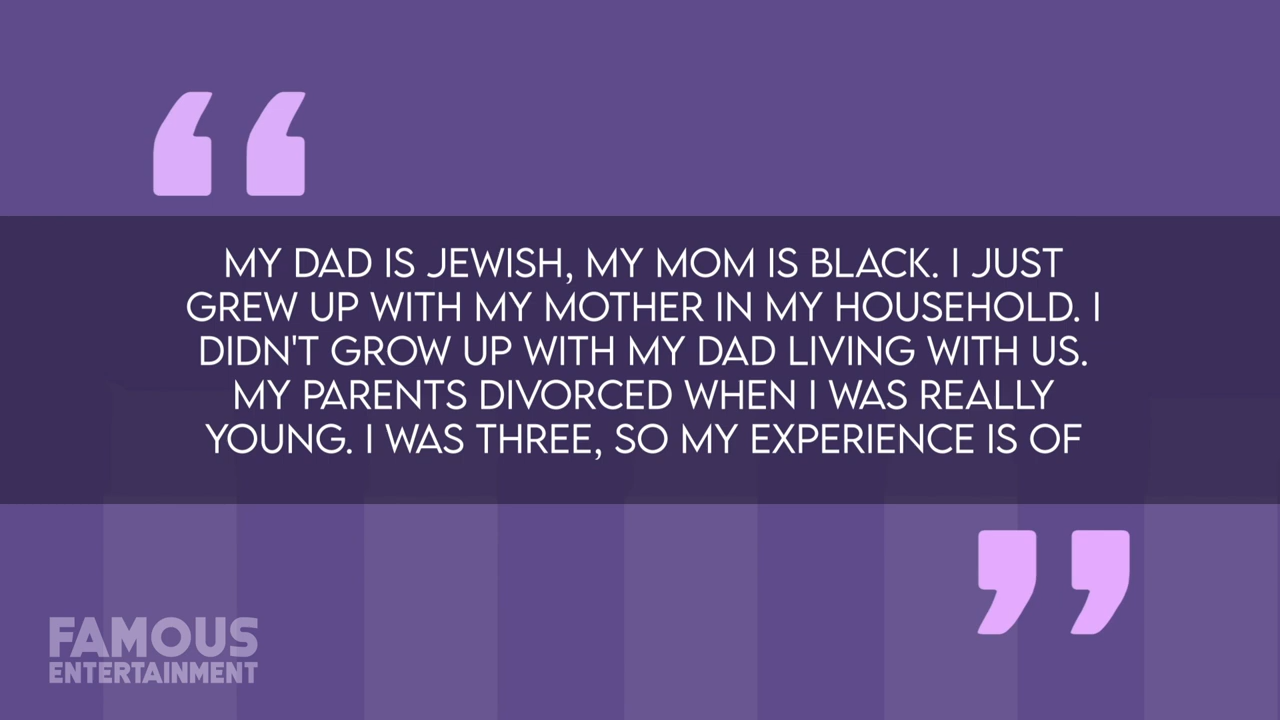 MY DAD IS JEWISH, MY MOM IS BLACK. I JUST
GREW UP WITH MY MOTHER IN MY HOUSEHOLD. I
DIDN'T GROW UP WITH MY DAD LIVING WITH US.
MY PARENTS DIVORCED WHEN I WAS REALLY
YOUNG. I WAS THREE, SO MY EXPERIENCE IS OF
FAMOUS
ENTERTAINMENT